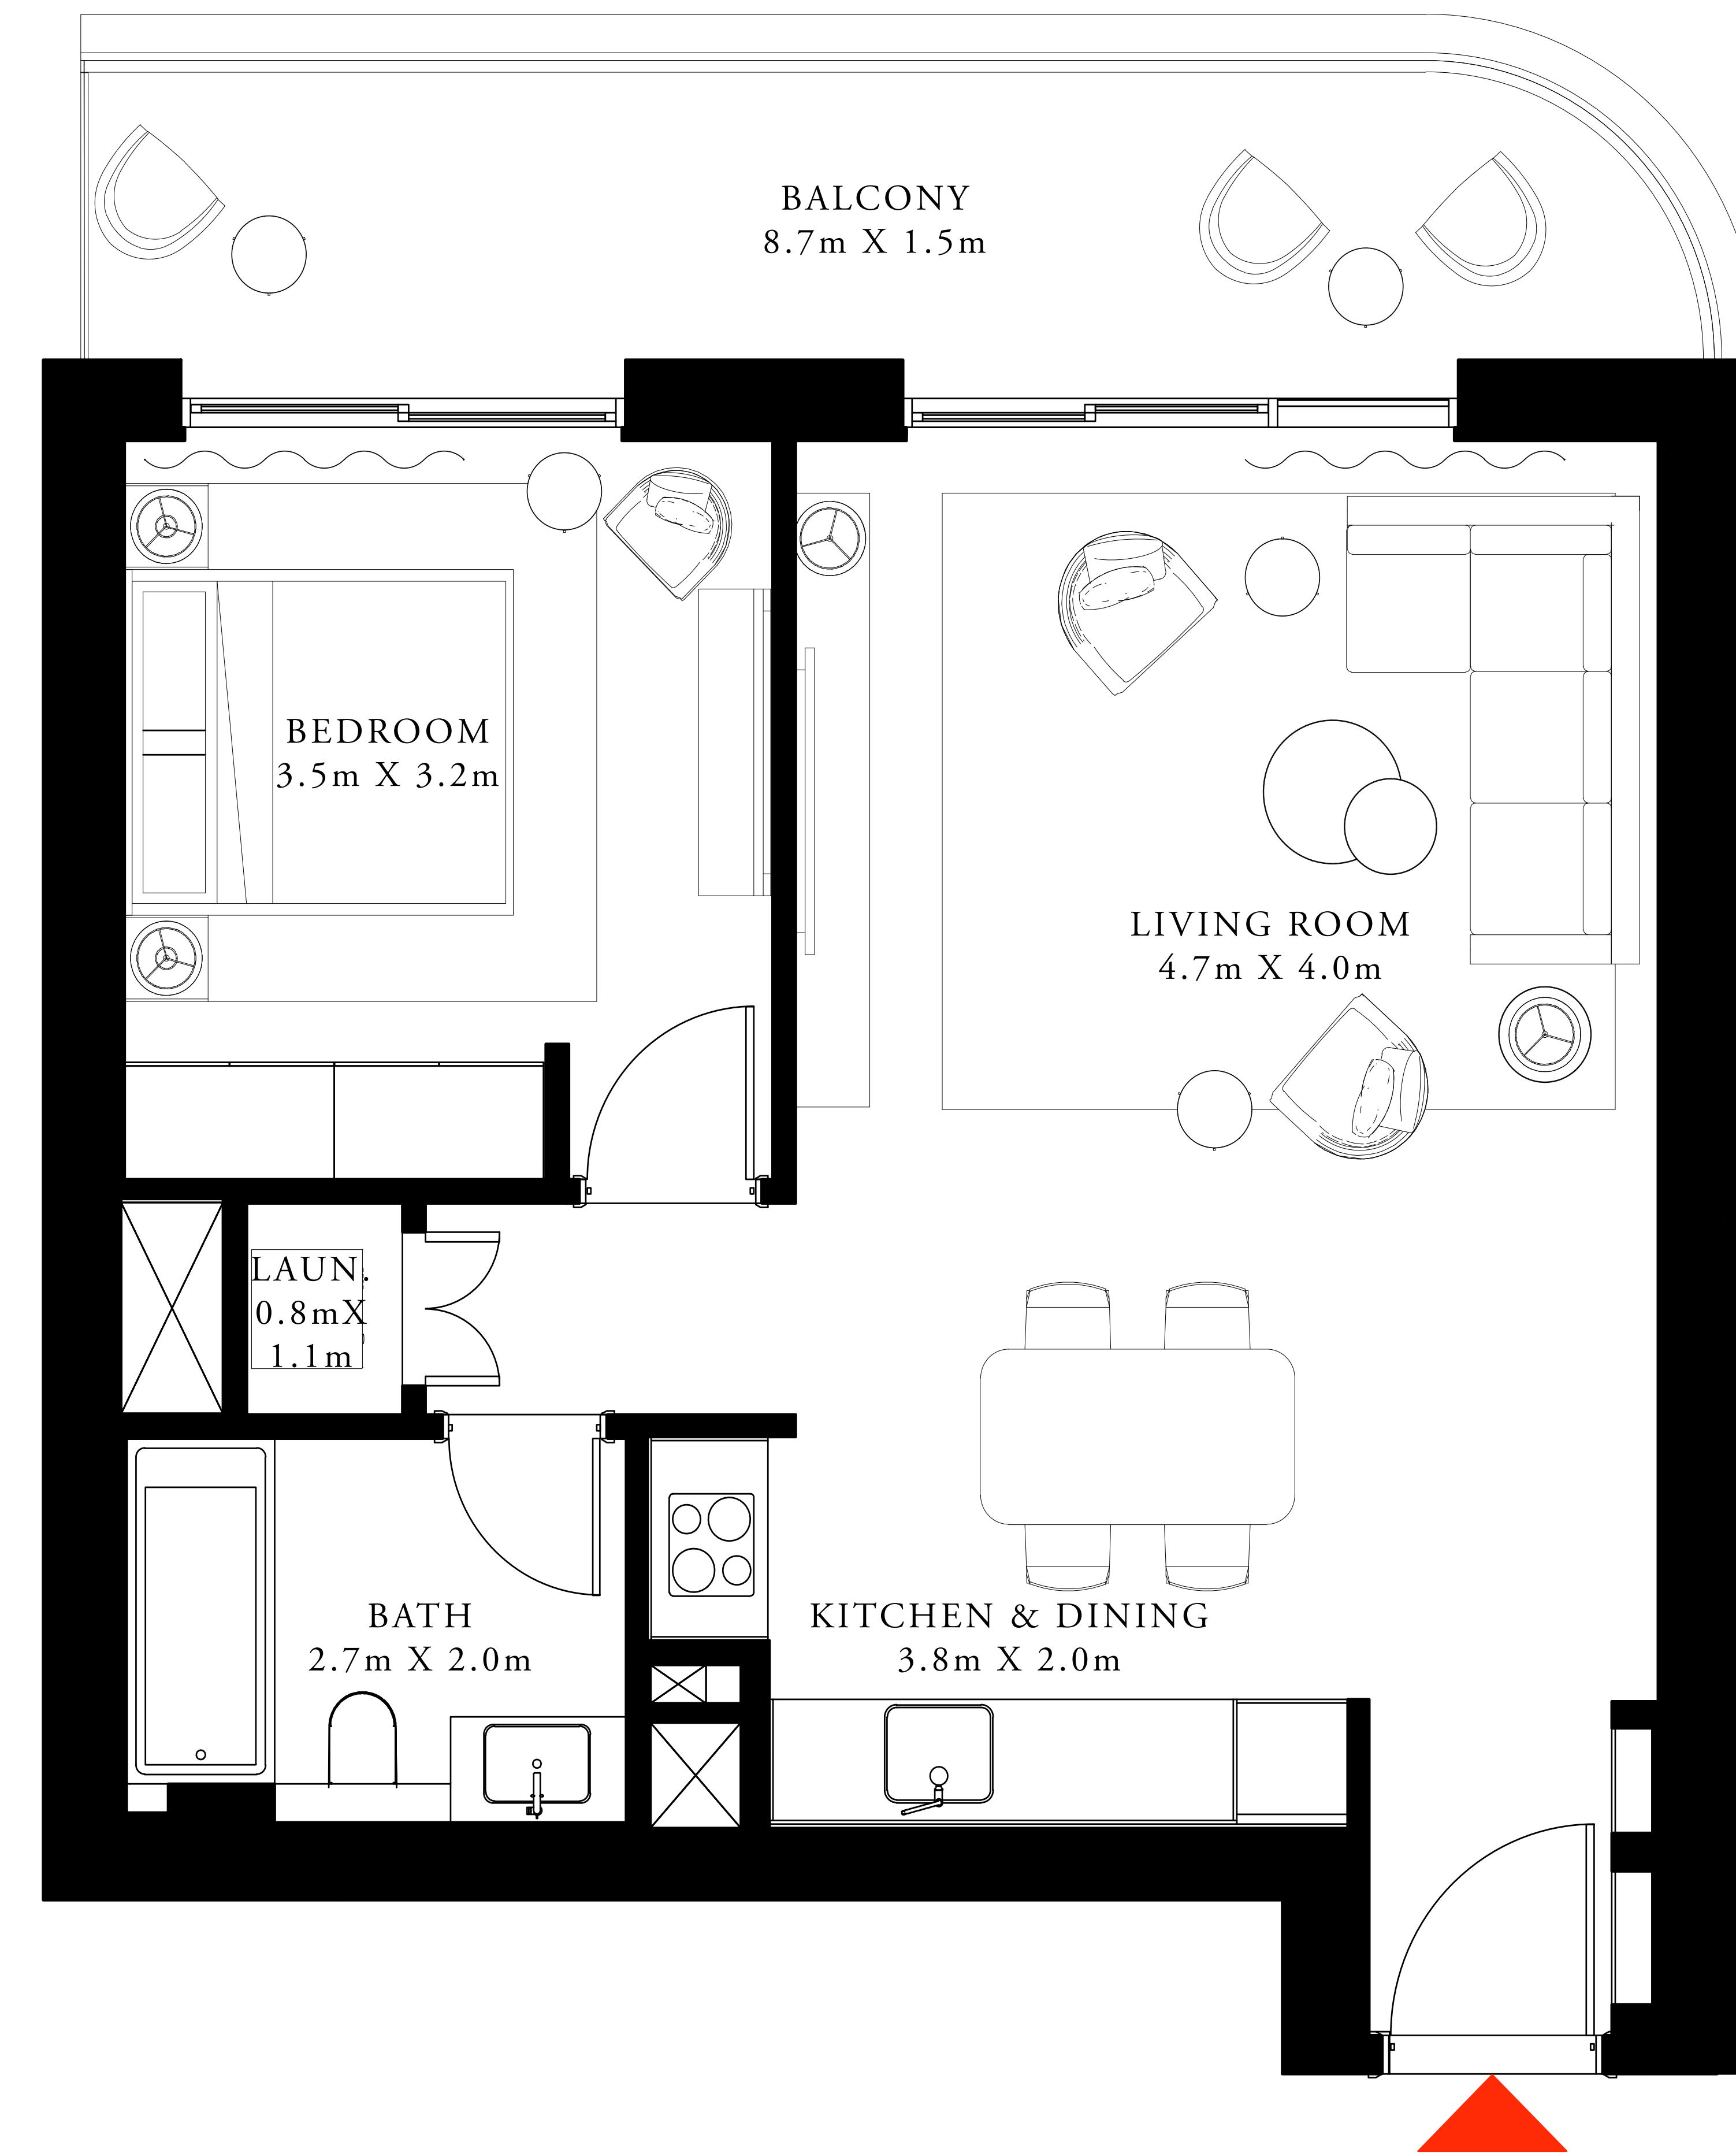 BALCONY
8.7m X 1.5m
BEDROOM
3.5m X 3.2m
LIVING ROOM
4.7m X 4.0m
LAUN.
0.8mX
1.1m
BATH
2.7m X 2.0m
KITCHEN & DINING
3.8m X 2.0m